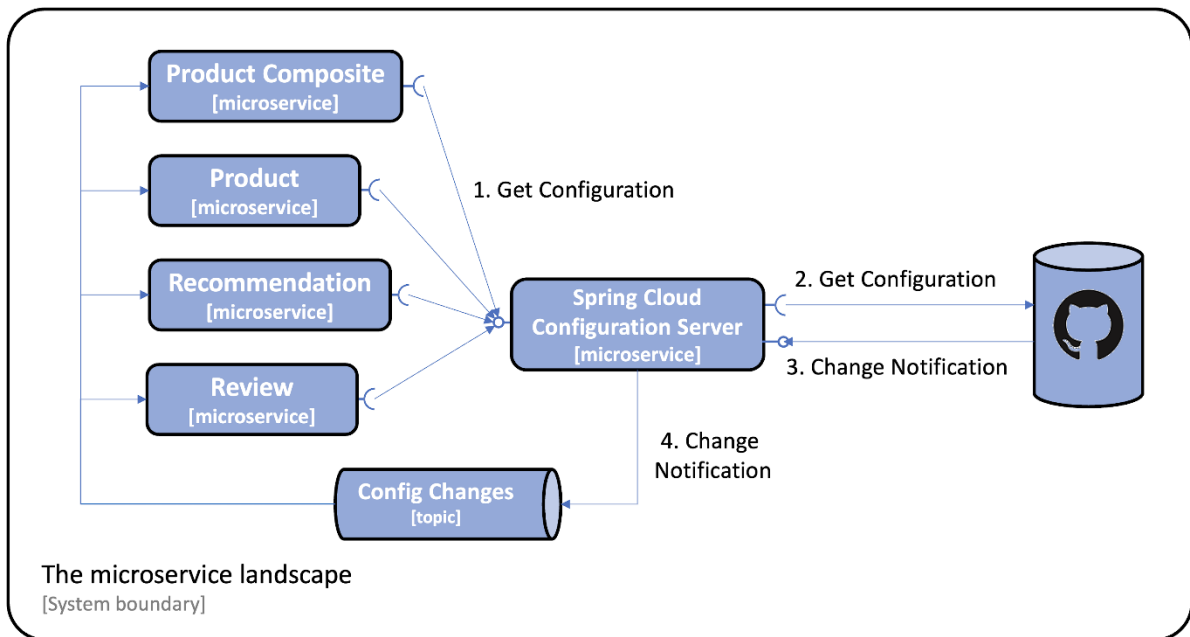 Product Composite
[microservice]
Product
[microservice]
1. Get Configuration
Recommendation
[microservice]
Spring Cloud
Configuration Server
[microservice]
2. Get Configuration
3. Change Notification
Review
[microservice]
4. Change
Notification
Config Changes
[topic]
The microservice landscape
[System boundary]